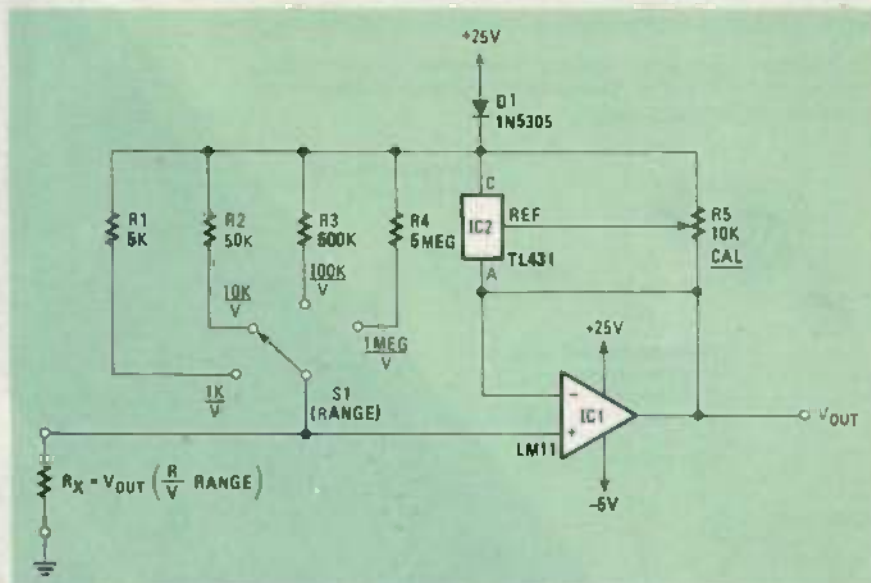 +25V
D1
1N5305
R1
5K
R2
50K
R3
500K
R4
5MEG
C
IC2
REF
R5
10K
CAL
TL431
A
100K
V
10K
V
1MEG
V
1K
V
S1
(RANGE)
+25V
-
IC1
+
LM11
VOUT
-5V
RX = VOUT ( R/V RANGE)